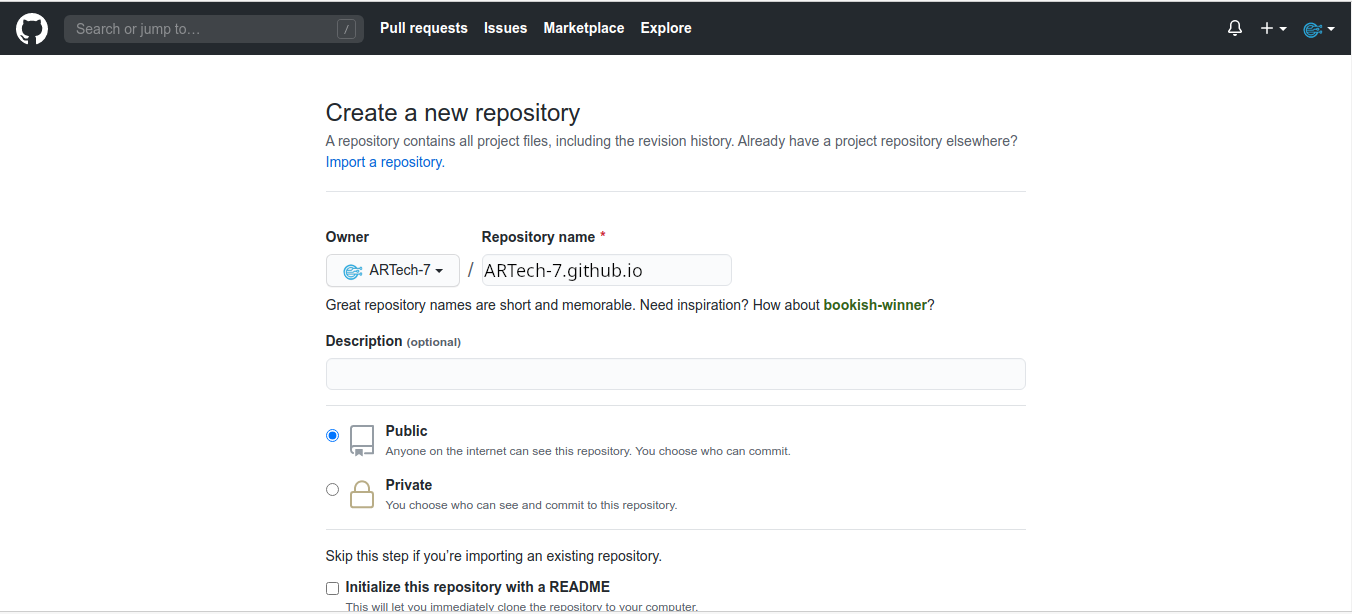 Search or jump to… /
Pull requests Issues Marketplace Explore
Create a new repository
A repository contains all project files, including the revision history. Already have a project repository elsewhere?
Import a repository.
Owner Repository name *
ARTech-7 / ARTech-7.github.io
Great repository names are short and memorable. Need inspiration? How about bookish-winner?
Description (optional)
Public
Anyone on the internet can see this repository. You choose who can commit.
Private
You choose who can see and commit to this repository.
Skip this step if you’re importing an existing repository.
Initialize this repository with a README
This will let you immediately clone the repository to your computer.